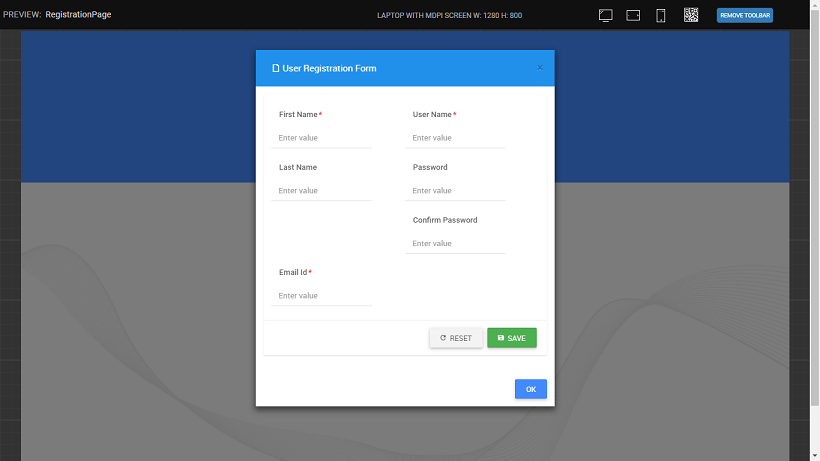 PREVIEW: RegistrationPage
LAPTOP WITH MDPI SCREEN W: 1280 H: 800
REMOVE TOOLBAR
User Registration Form
×
First Name* User Name*
Enter value Enter value
Last Name Password
Enter value Enter value
Confirm Password
Enter value
Email Id*
Enter value
RESET SAVE
OK